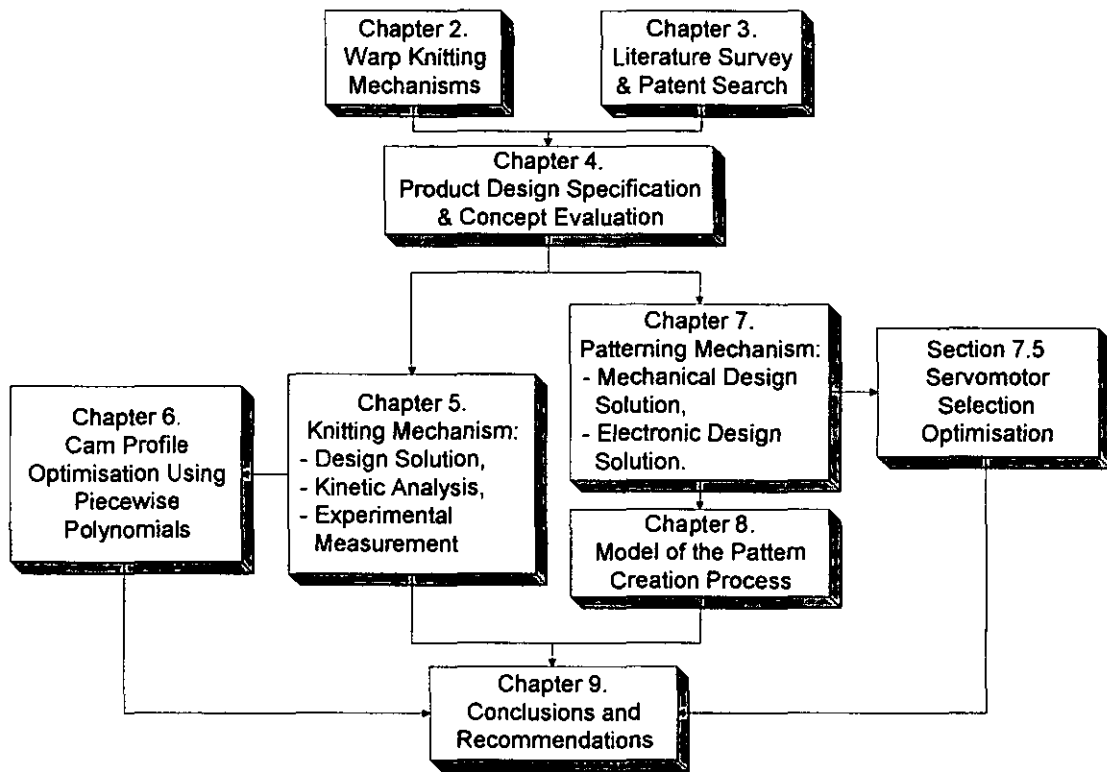 Chapter 2.
Warp Knitting
Mechanisms
Chapter 3.
Literature Survey
& Patent Search
Chapter 4.
Product Design Specification
& Concept Evaluation
Chapter 7.
Patterning Mechanism:
- Mechanical Design
Solution,
- Electronic Design
Solution.
Section 7.5
Servomotor
Selection
Optimisation
Chapter 6.
Cam Profile
Optimisation Using
Piecewise
Polynomials
Chapter 5.
Knitting Mechanism:
- Design Solution,
- Kinetic Analysis,
- Experimental
Measurement
Chapter 8.
Model of the Pattern
Creation Process
Chapter 9.
Conclusions and
Recommendations